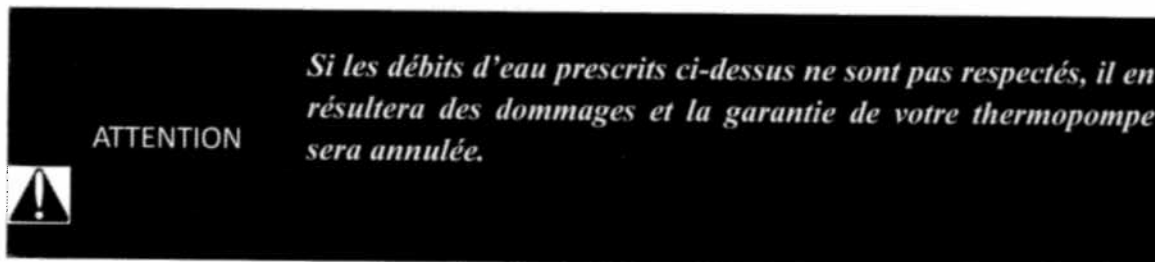 Si les débits d'eau prescrits ci-dessus ne sont pas respectés, il en
résultera des dommages et la garantie de votre thermopompe
sera annulée.
ATTENTION